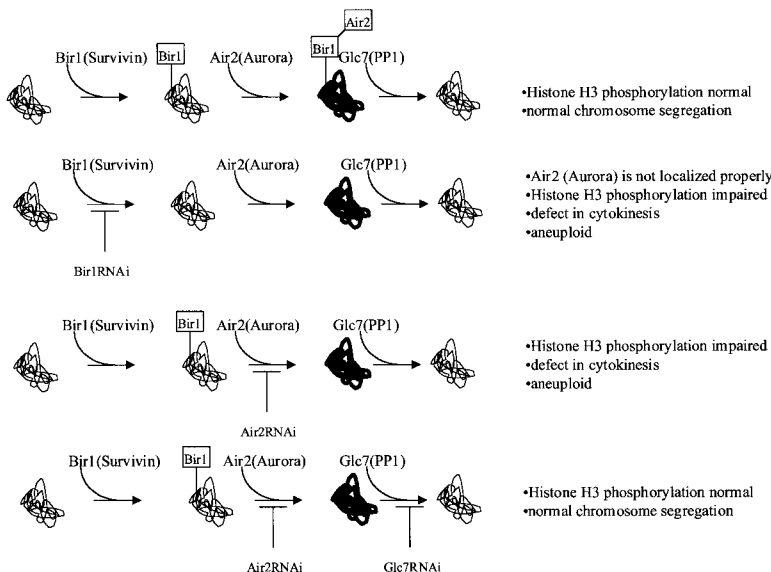 Air2
Bir1
Bir1(Survivin)
Bir1
Air2(Aurora)
Glc7(PP1)
•Histone H3 phosphorylation normal
•normal chromosome segregation
Bir1(Survivin)
Air2(Aurora)
Glc7(PP1)
•Air2 (Aurora) is not localized properly
•Histone H3 phosphorylation impaired
•defect in cytokinesis
•aneuploid
Bir1RNAi
Bir1(Survivin)
Bir1
Air2(Aurora)
Glc7(PP1)
•Histone H3 phosphorylation impaired
•defect in cytokinesis
•aneuploid
Air2RNAi
Bir1(Survivin)
Bir1
Air2(Aurora)
Glc7(PP1)
•Histone H3 phosphorylation normal
•normal chromosome segregation
Air2RNAi
Glc7RNAi